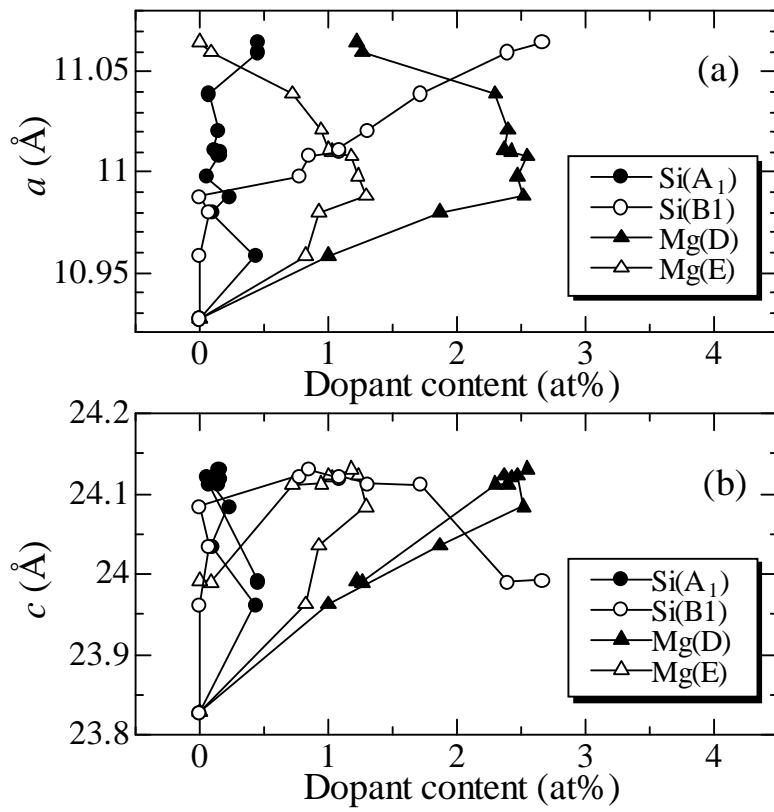 (a)
a (Å)
11.05
11
10.95
Si(A₁)
Si(B1)
Mg(D)
Mg(E)
0 1 2 3 4
Dopant content (at%)
(b)
c (Å)
24.2
24.1
24
23.9
23.8
Si(A₁)
Si(B1)
Mg(D)
Mg(E)
0 1 2 3 4
Dopant content (at%)